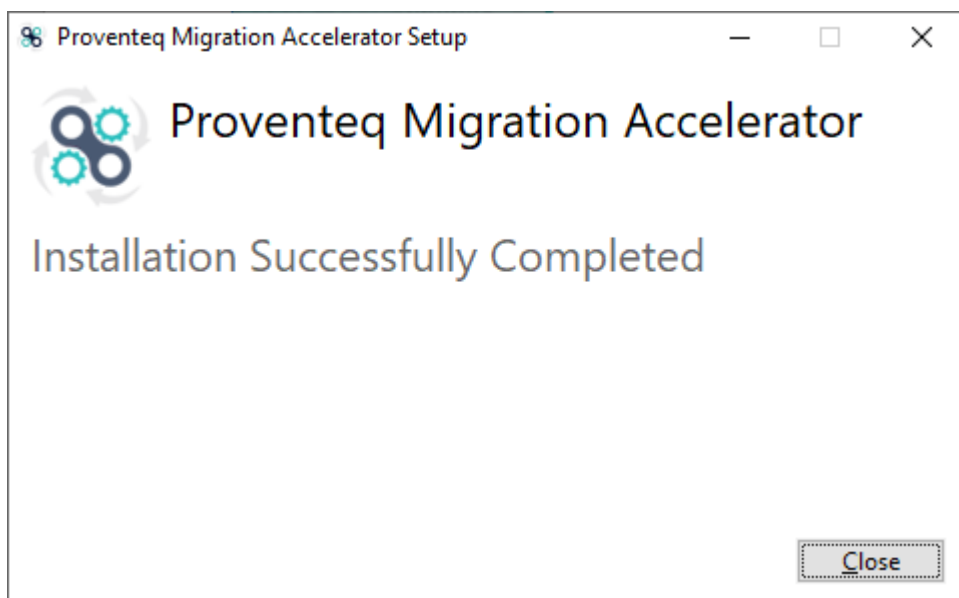 Proventeq Migration Accelerator Setup
Proventeq Migration Accelerator
Installation Successfully Completed
Close